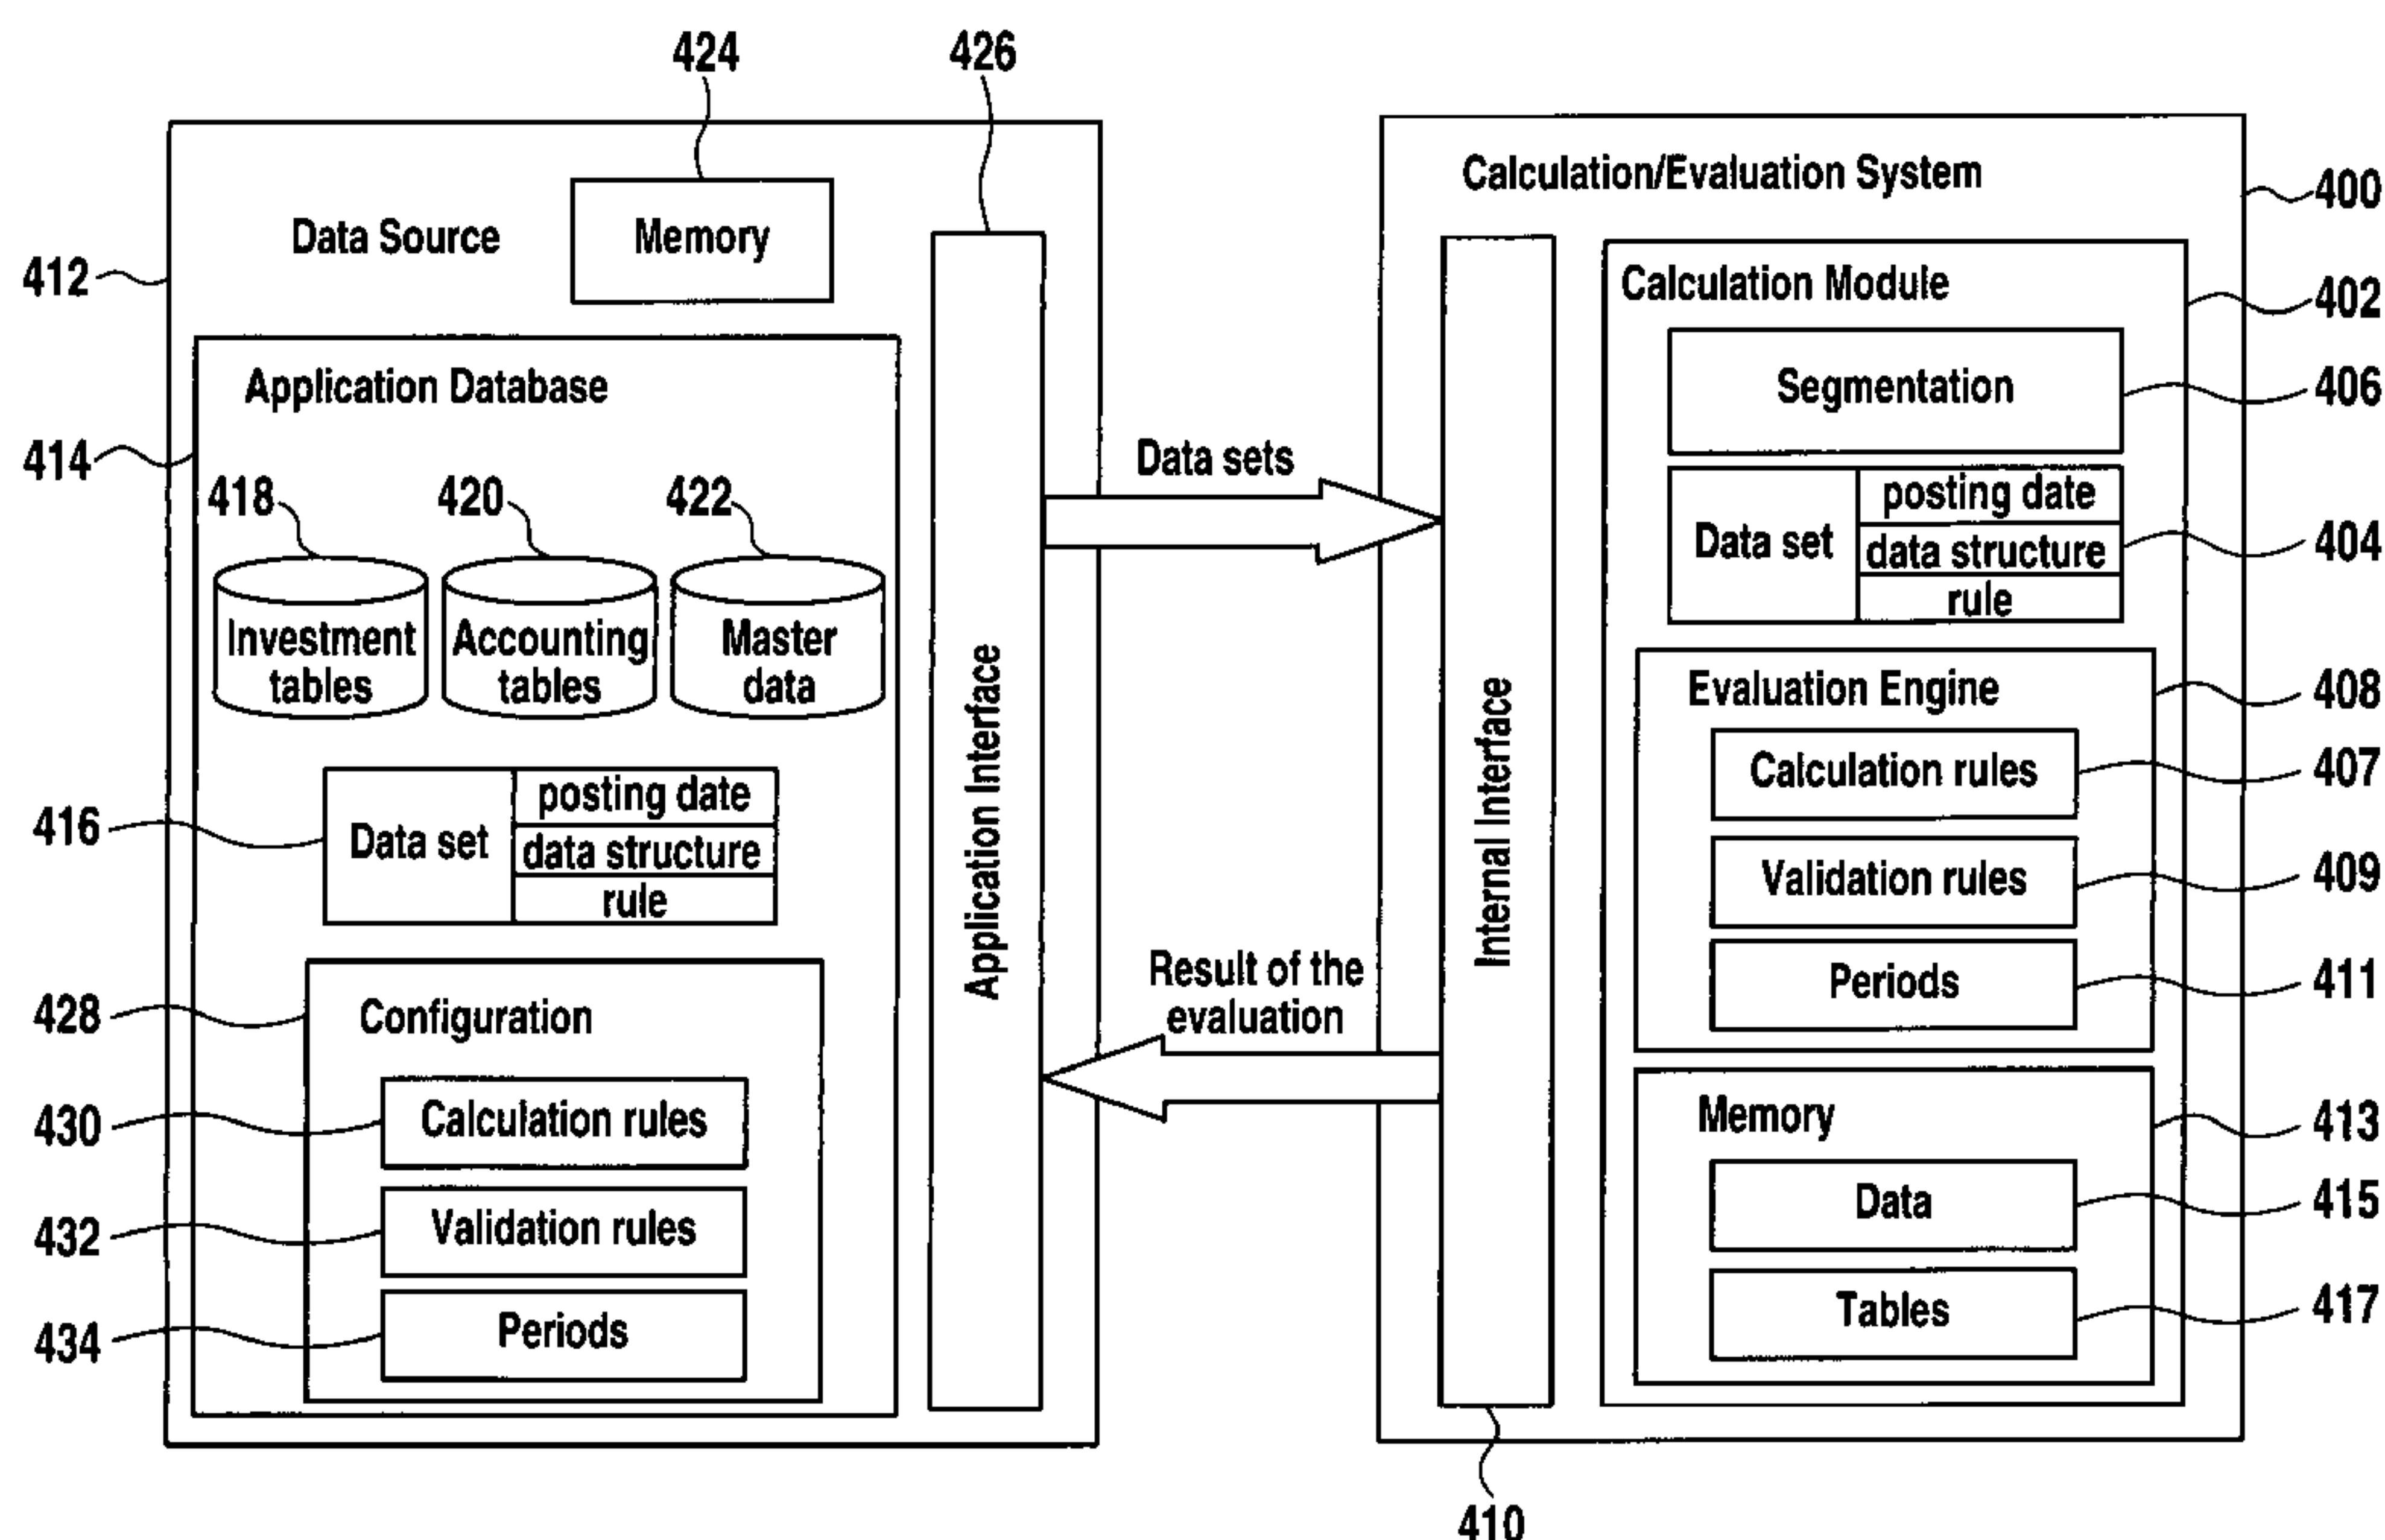 424
426
Data Source
Memory
412
Application Database
414
418
420
422
Investment
tables
Accounting
tables
Master
data
416
Data set
posting date
data structure
rule
428
Configuration
430
Calculation rules
432
Validation rules
434
Periods
Application Interface
Data sets
Result of the
evaluation
Calculation/Evaluation System
400
Internal Interface
410
Calculation Module
402
Segmentation
406
Data set
posting date
data structure
rule
404
Evaluation Engine
408
Calculation rules
407
Validation rules
409
Periods
411
Memory
413
Data
415
Tables
417